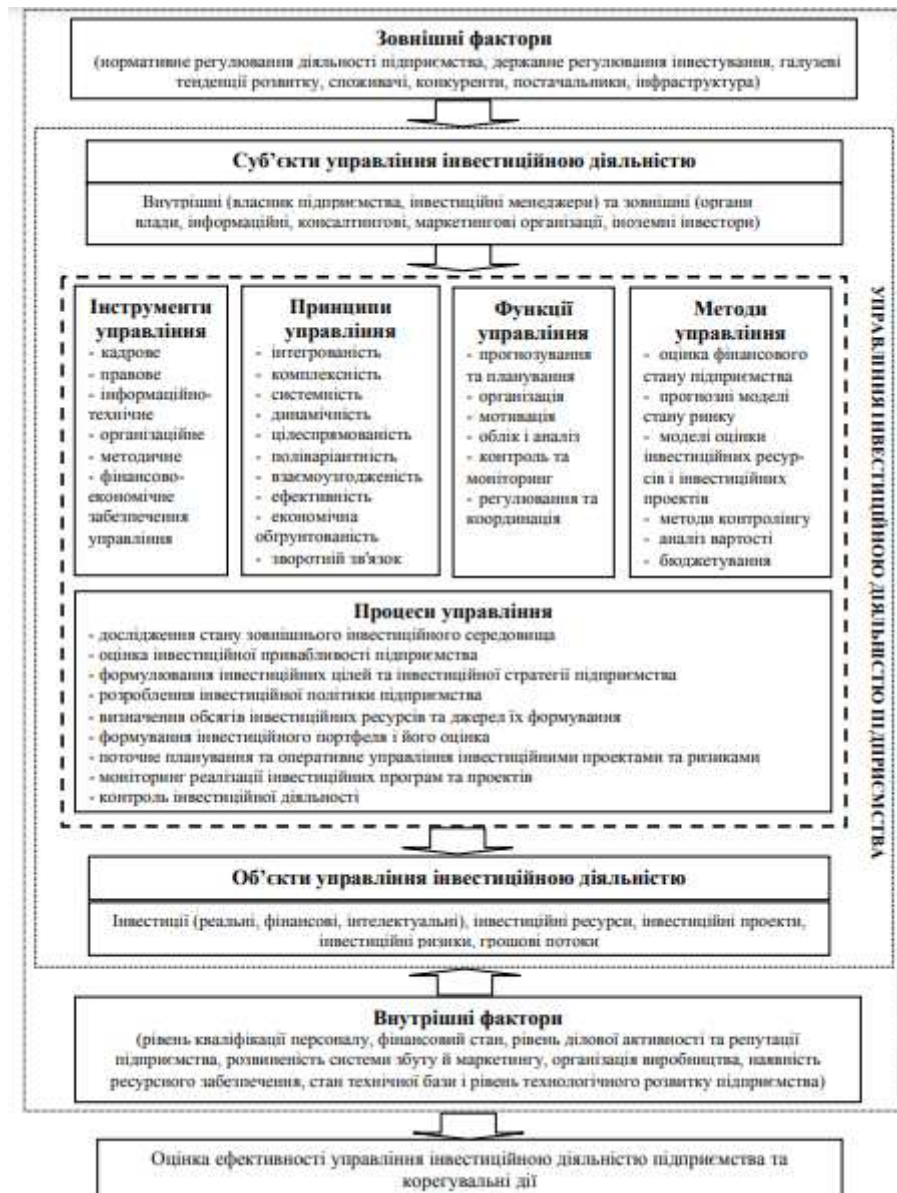 Зовнішні фактори
(нормативне регулювання діяльності підприємства, державне регулювання інвестування, галузеві
тенденції розвитку, споживачі, конкуренти, постачальники, інфраструктура)
Суб’єкти управління інвестиційною діяльністю
Внутрішні (власник підприємства, інвестиційні менеджери) та зовнішні (органи
влади, інформаційні, консалтингові, маркетингові організації, іноземні інвестори)
Інструменти
управління
- кадрове
- правове
- інформаційно-
технічне
- організаційне
- методичне
- фінансово-
економічне
забезпечення
управління
Принципи
управління
- інтегрованість
- комплексність
- системність
- динамічність
- цілеспрямованість
- поліваріантність
- взаємоузгодженість
- ефективність
- економічна
обґрунтованість
- зворотній зв'язок
Функції
управління
- прогнозування
та планування
- організація
- мотивація
- облік і аналіз
- контроль та
моніторинг
- регулювання та
координація
Методи
управління
- оцінка фінансового
стану підприємства
- прогнозні моделі
стану ринку
- моделі оцінки
інвестиційних ресур-
сів і інвестиційних
проектів
- методи контролінгу
- аналіз вартості
- бюджетування
Процеси управління
- дослідження стану зовнішнього інвестиційного середовища
- оцінка інвестиційної привабливості підприємства
- формулювання інвестиційних цілей та інвестиційної стратегії підприємства
- розроблення інвестиційної політики підприємства
- визначення обсягів інвестиційних ресурсів та джерел їх формування
- формування інвестиційного портфеля і його оцінка
- поточне планування та оперативне управління інвестиційними проектами та ризиками
- моніторинг реалізації інвестиційних програм та проектів
- контроль інвестиційної діяльності
УПРАВЛІННЯ ІНВЕСТИЦІЙНОЮ ДІЯЛЬНІСТЮ ПІДПРИЄМСТВА
Об’єкти управління інвестиційною діяльністю
Інвестиції (реальні, фінансові, інтелектуальні), інвестиційні ресурси, інвестиційні проекти,
інвестиційні ризики, грошові потоки
Внутрішні фактори
(рівень кваліфікації персоналу, фінансовий стан, рівень ділової активності та репутації
підприємства, розвиненість системи збуту й маркетингу, організація виробництва, наявність
ресурсного забезпечення, стан технічної бази і рівень технологічного розвитку підприємства)
Оцінка ефективності управління інвестиційною діяльністю підприємства та
корегувальні дії